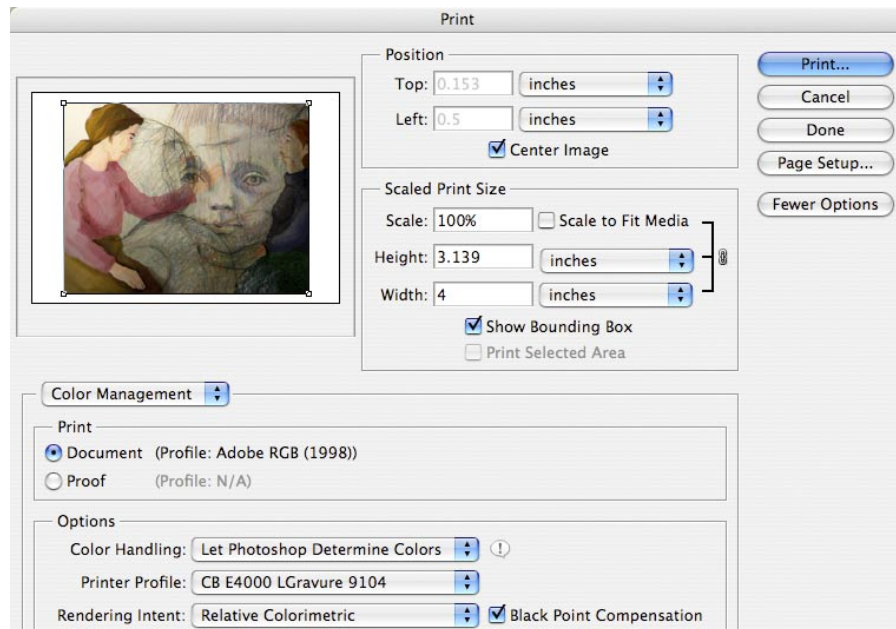 Print
Position
Top: 0.153 inches
Left: 0.5 inches
Center Image
Scaled Print Size
Scale: 100% Scale to Fit Media
Height: 3.139 inches
Width: 4 inches
Show Bounding Box
Print Selected Area
Print...
Cancel
Done
Page Setup...
Fewer Options
Color Management
Print
Document (Profile: Adobe RGB (1998))
Proof (Profile: N/A)
Options
Color Handling: Let Photoshop Determine Colors
Printer Profile: CB E4000 LGravure 9104
Rendering Intent: Relative Colorimetric Black Point Compensation